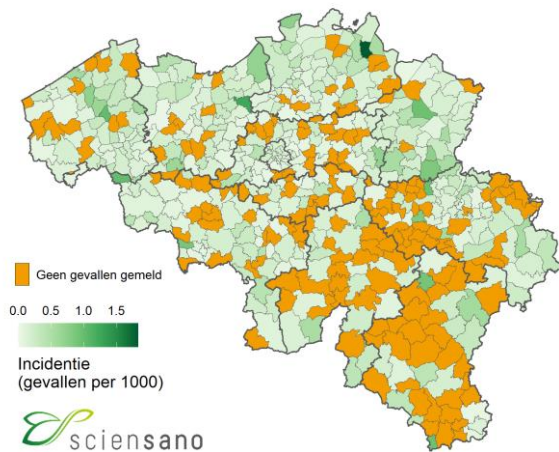 Geen gevallen gemeld
0.0 0.5 1.0 1.5
Incidentie
(gevallen per 1000)
sciensano